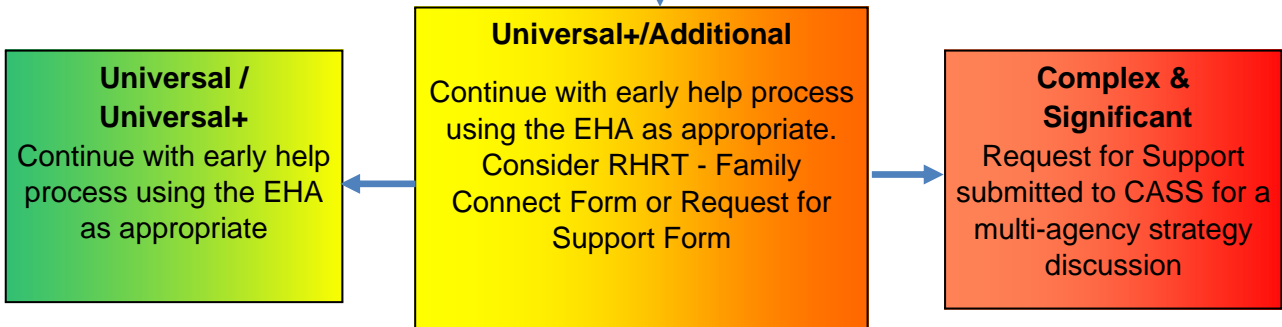 Universal /
Universal+
Continue with early help
process using the EHA
as appropriate
Universal+/Additional
Continue with early help process
using the EHA as appropriate.
Consider RHRT - Family
Connect Form or Request for
Support Form
Complex &
Significant
Request for Support
submitted to CASS for a
multi-agency strategy
discussion